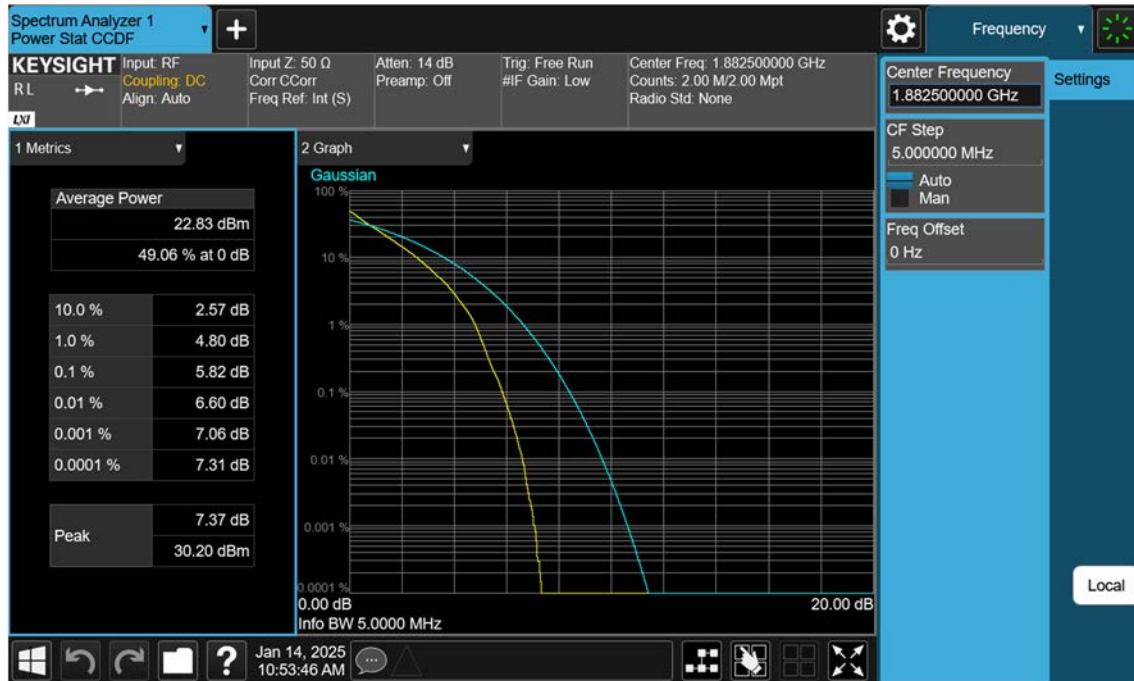 Spectrum Analyzer 1
Power Stat CCDF
Frequency
KEYSIGHT
R L
LXI
Input: RF
Coupling: DC
Align: Auto
Input Z: 50 Ω
Corr CCorr
Freq Ref: Int (S)
Atten: 14 dB
Preamp: Off
Trig: Free Run
#IF Gain: Low
Center Freq: 1.882500000 GHz
Counts: 2.00 M/2.00 Mpt
Radio Std: None
Center Frequency
1.882500000 GHz
Settings
CF Step
5.000000 MHz
Auto
Man
Freq Offset
0 Hz
1 Metrics
Average Power
22.83 dBm
49.06 % at 0 dB
10.0 % 2.57 dB
1.0 % 4.80 dB
0.1 % 5.82 dB
0.01 % 6.60 dB
0.001 % 7.06 dB
0.0001 % 7.31 dB
Peak
7.37 dB
30.20 dBm
2 Graph
Gaussian
100 %
10 %
1 %
0.1 %
0.01 %
0.001 %
0.0001 %
0.00 dB 20.00 dB
Info BW 5.0000 MHz
Local
?
Jan 14, 2025
10:53:46 AM